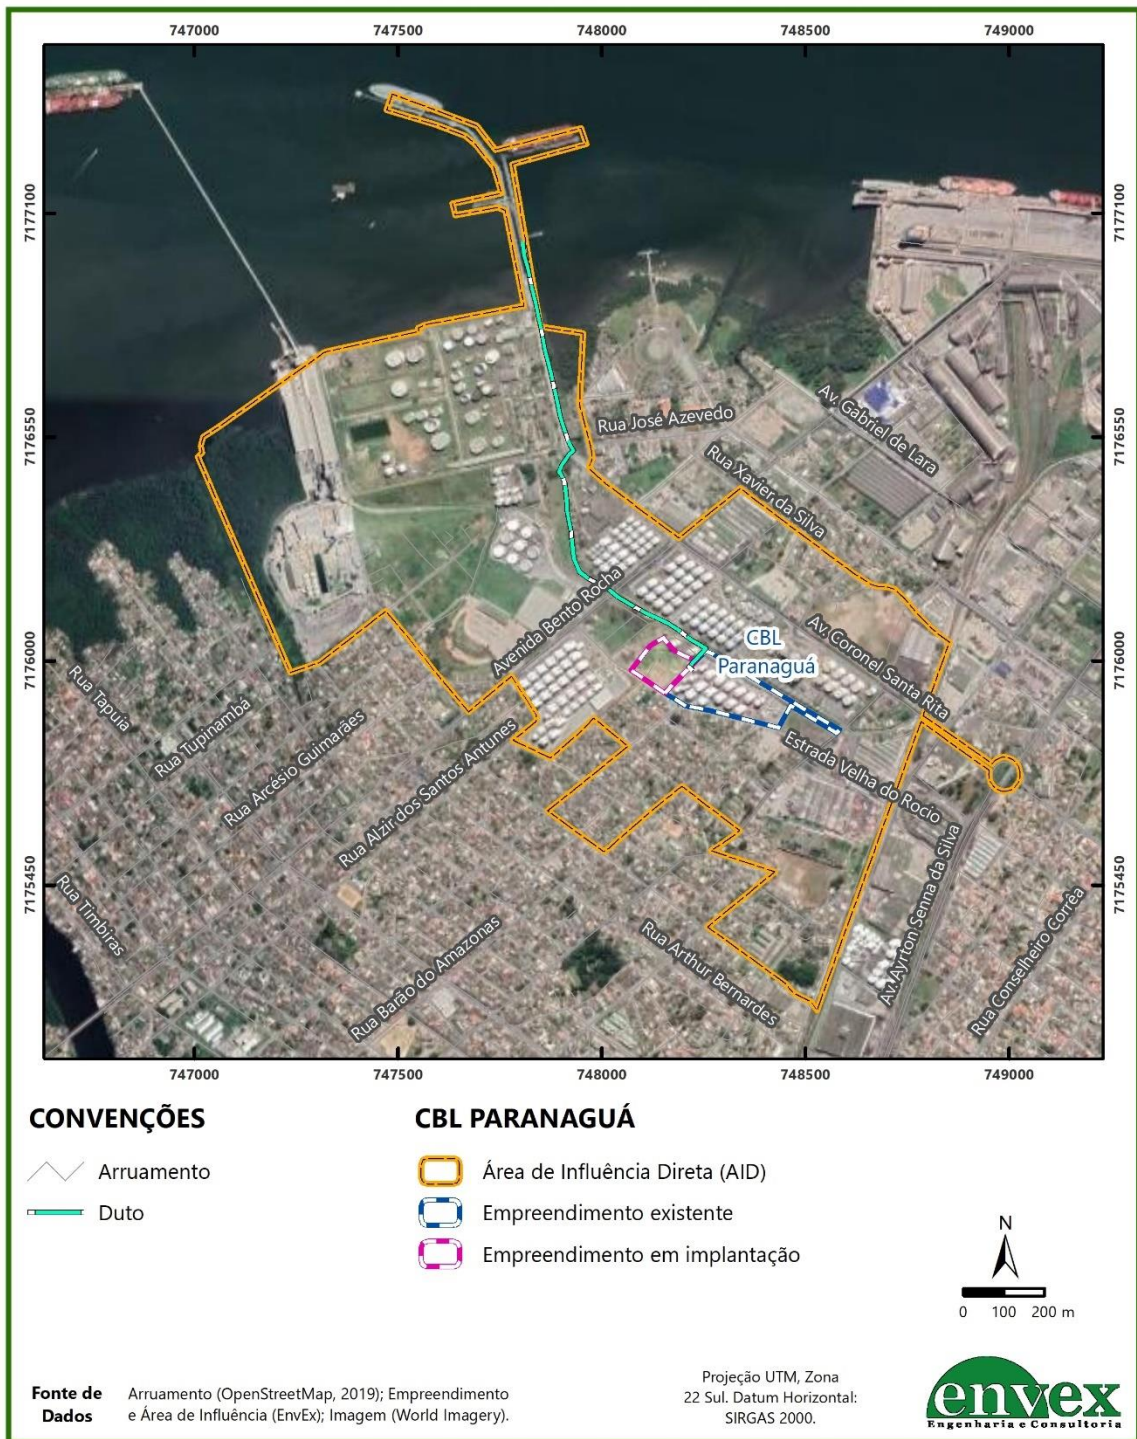 747000 747500 748000 748500 749000
7177100 7177100
Rua José Azevedo
Av. Gabriel de Lara
7176550 7176550
Rua Xavier da Silva
Avenida Bento Rocha
CBL
Paranaguá
Av. Coronel Santa Rita
7176000 7176000
Rua Tapuia
Rua Tupinambá
Rua Arcésio Guimarães
Rua Alzir dos Santos Antunes
Estrada Velha do Rocio
Av. Ayrton Senna da Silva
7175450 7175450
Rua Timbiras
Rua Barão do Amazonas
Rua Arthur Bernardes
Rua Conselheiro Corrêa
747000 747500 748000 748500 749000
CONVENÇÕES
Arruamento
Duto
CBL PARANAGUÁ
Área de Influência Direta (AID)
Empreendimento existente
Empreendimento em implantação
N
0 100 200 m
Fonte de
Dados
Arruamento (OpenStreetMap, 2019); Empreendimento
e Área de Influência (EnvEx); Imagem (World Imagery).
Projeção UTM, Zona
22 Sul. Datum Horizontal:
SIRGAS 2000.
envex
Engenharia e Consultoria